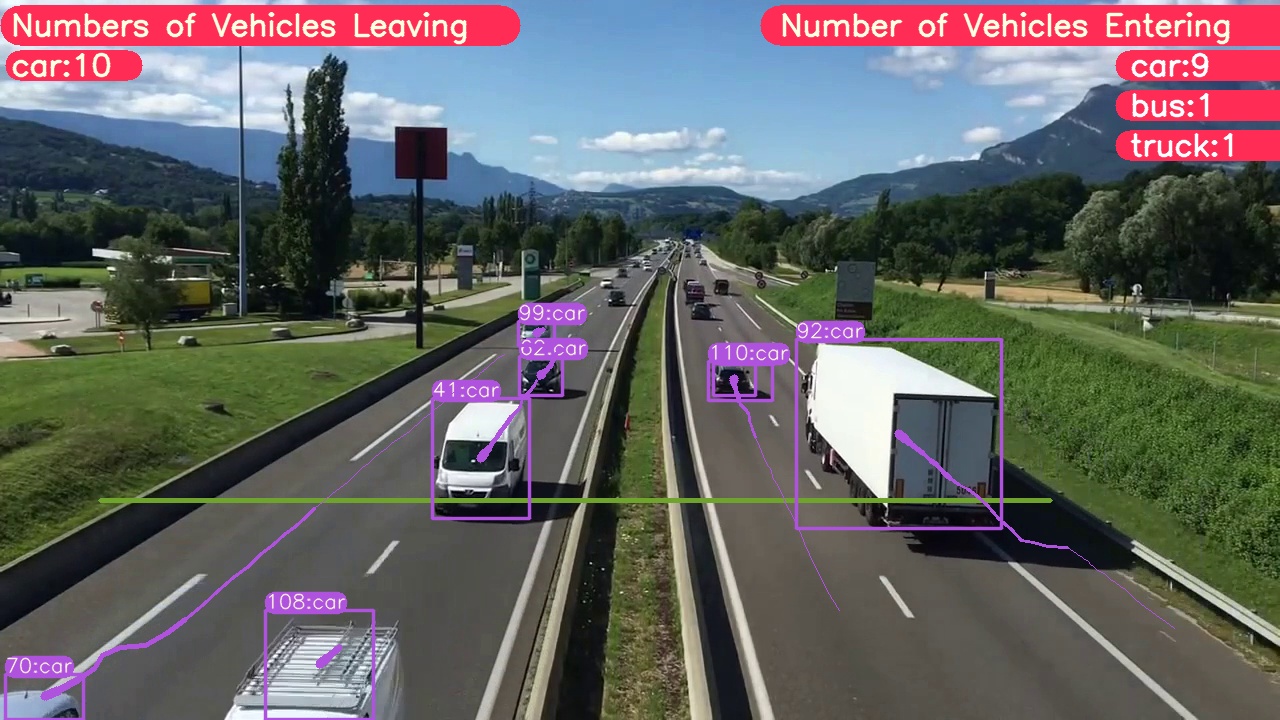 Numbers of Vehicles Leaving
Number of Vehicles Entering
car:10
car:9
bus:1
truck:1
99:car
62:car
110:car
92:car
41:car
108:car
70:car